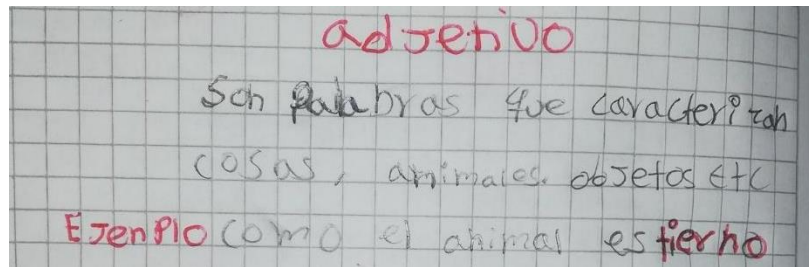 adjetivo
Son palabras que caracterizan
cosas, animales. objetos etc
Ejenplo como el animal es tierno